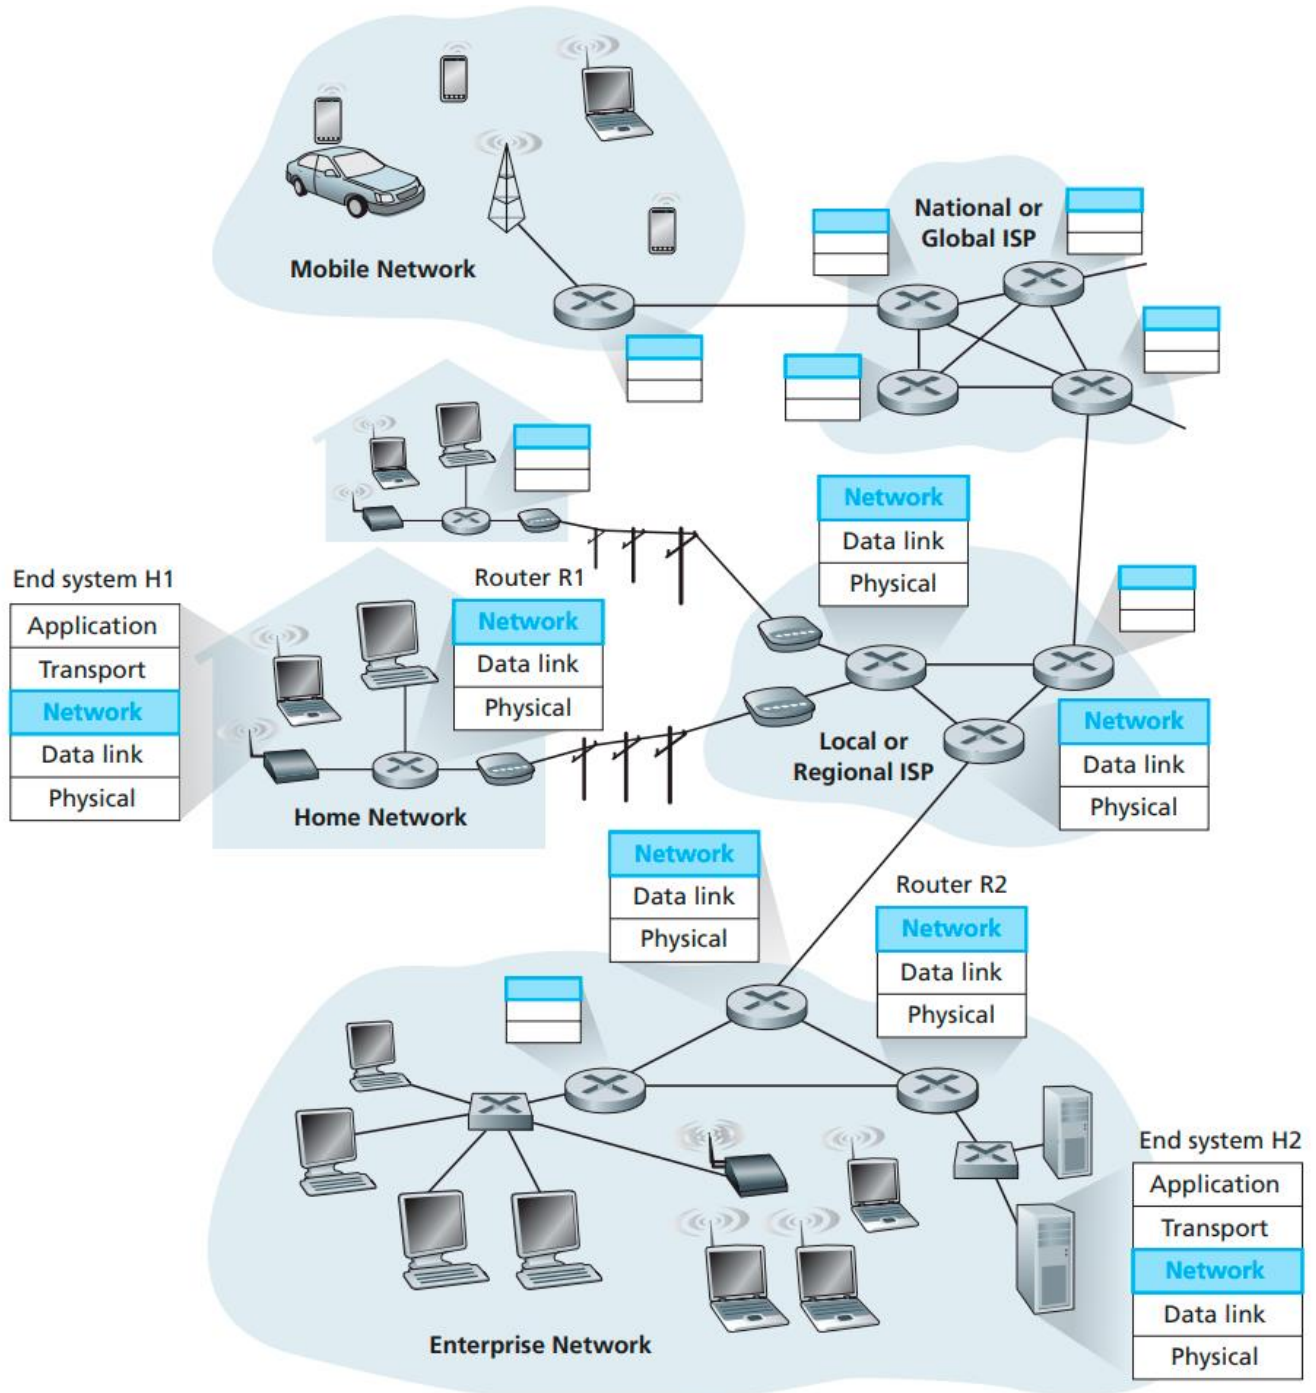 National or
Global ISP
Mobile Network
Network
Data link
Physical
End system H1
Application
Transport
Network
Data link
Physical
Router R1
Network
Data link
Physical
Home Network
Local or
Regional ISP
Network
Data link
Physical
Network
Data link
Physical
Router R2
Network
Data link
Physical
End system H2
Application
Transport
Network
Data link
Physical
Enterprise Network